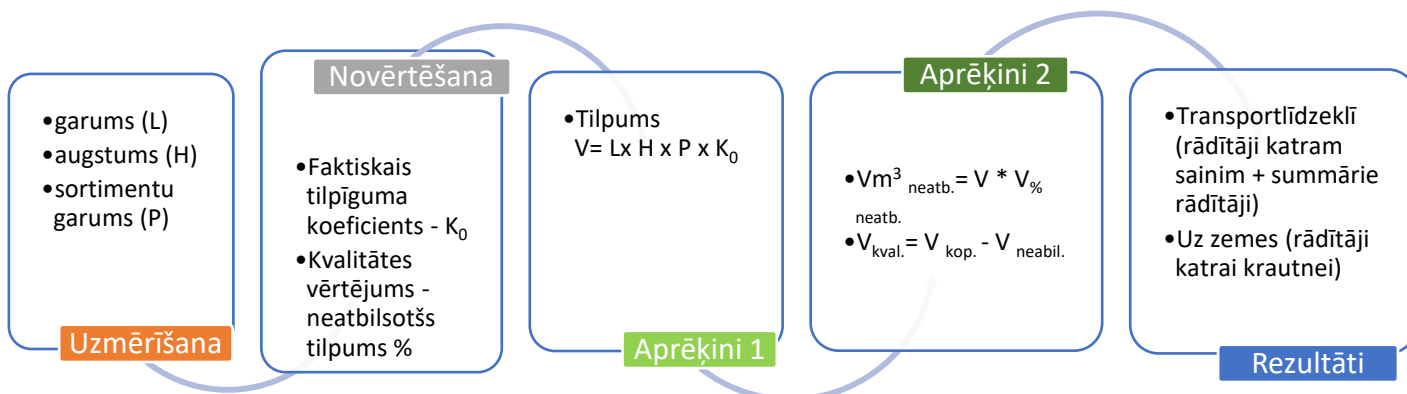 •garums (L)
•augstums (H)
•sortimentu
garums (P)
Uzmērīšana
Novērtēšana
•Faktiskais
tilpīguma
koeficients - K₀
•Kvalitātes
vērtējums -
neatbilsotšs
tilpums %
•Tilpums
V= Lx H x P x K₀
Aprēķini 1
Aprēķini 2
•Vm³ neatb.= V * V%
neatb.
•Vkval.= V kop. - V neabil.
•Transportlīdzeklī
(rādītāji katram
sainim + summārie
rādītāji)
•Uz zemes (rādītāji
katrai krautnei)
Rezultāti